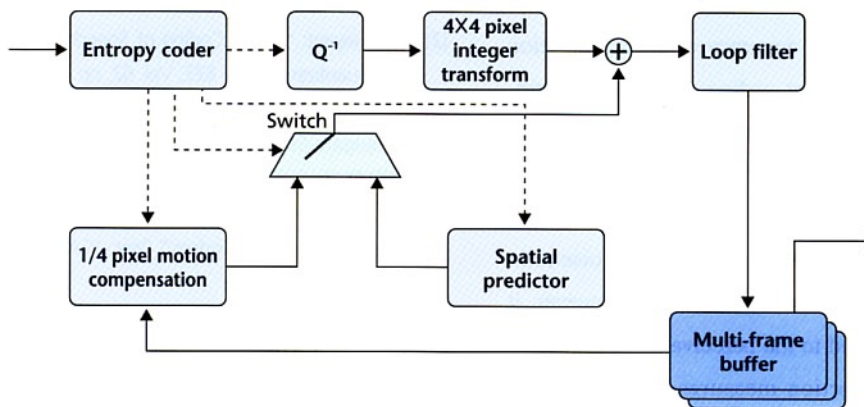 Entropy coder
Q⁻¹
4X4 pixel
integer
transform
+
Loop filter
Switch
1/4 pixel motion
compensation
Spatial
predictor
Multi-frame
buffer